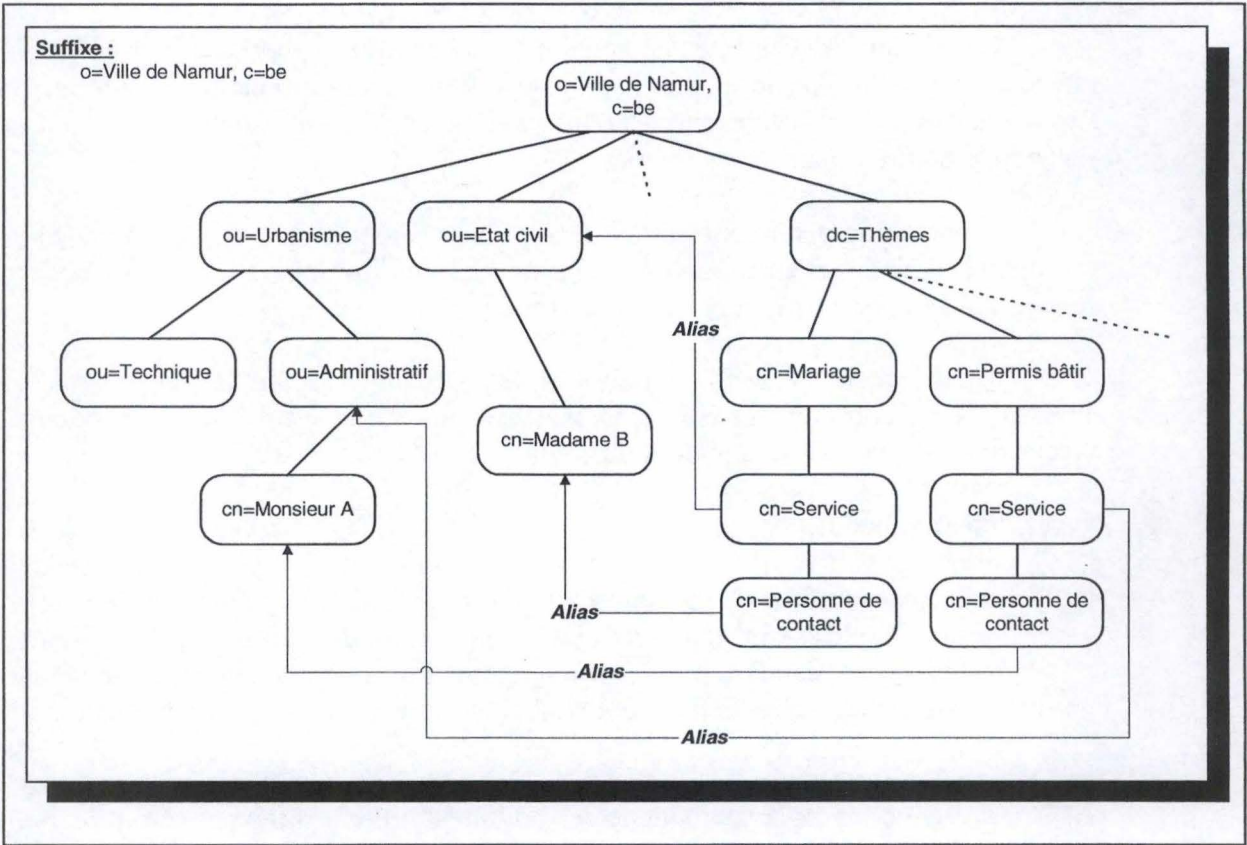 Suffixe :
o=Ville de Namur, c=be
o=Ville de Namur,
c=be
ou=Urbanisme
ou=Etat civil
dc=Thèmes
Alias
ou=Technique
ou=Administratif
cn=Mariage
cn=Permis bâtir
cn=Madame B
cn=Monsieur A
cn=Service
cn=Service
cn=Personne de
contact
cn=Personne de
contact
Alias
Alias
Alias